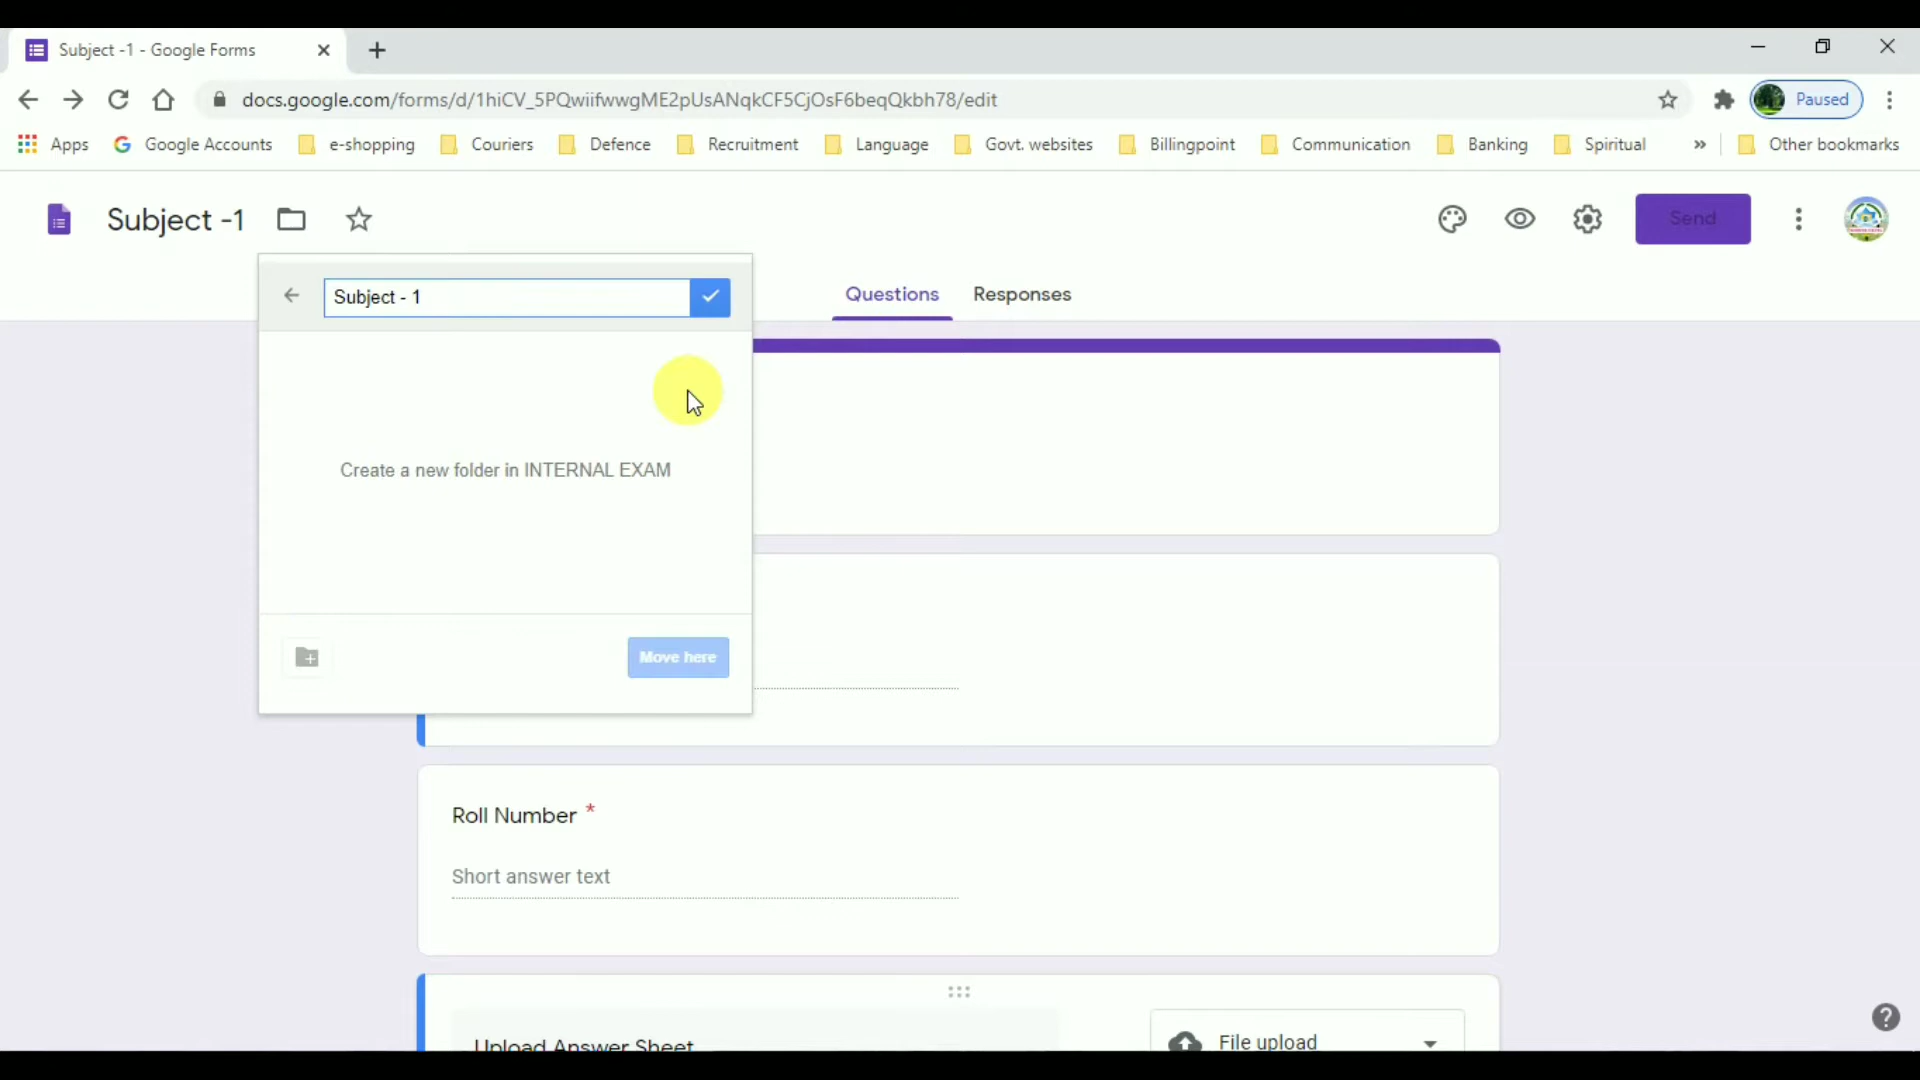 Subject -1 - Google Forms
docs.google.com/forms/d/1hiCV_5PQwiifwwgME2pUsANqkCF5CjOsF6beqQkbh78/edit
Paused
Apps Google Accounts e-shopping Couriers Defence Recruitment Language Govt. websites Billingpoint Communication Banking Spiritual » Other bookmarks
Subject -1
Send
Subject - 1
Questions Responses
Create a new folder in INTERNAL EXAM
Move here
Roll Number *
Short answer text
Upload Answer Sheet
File upload